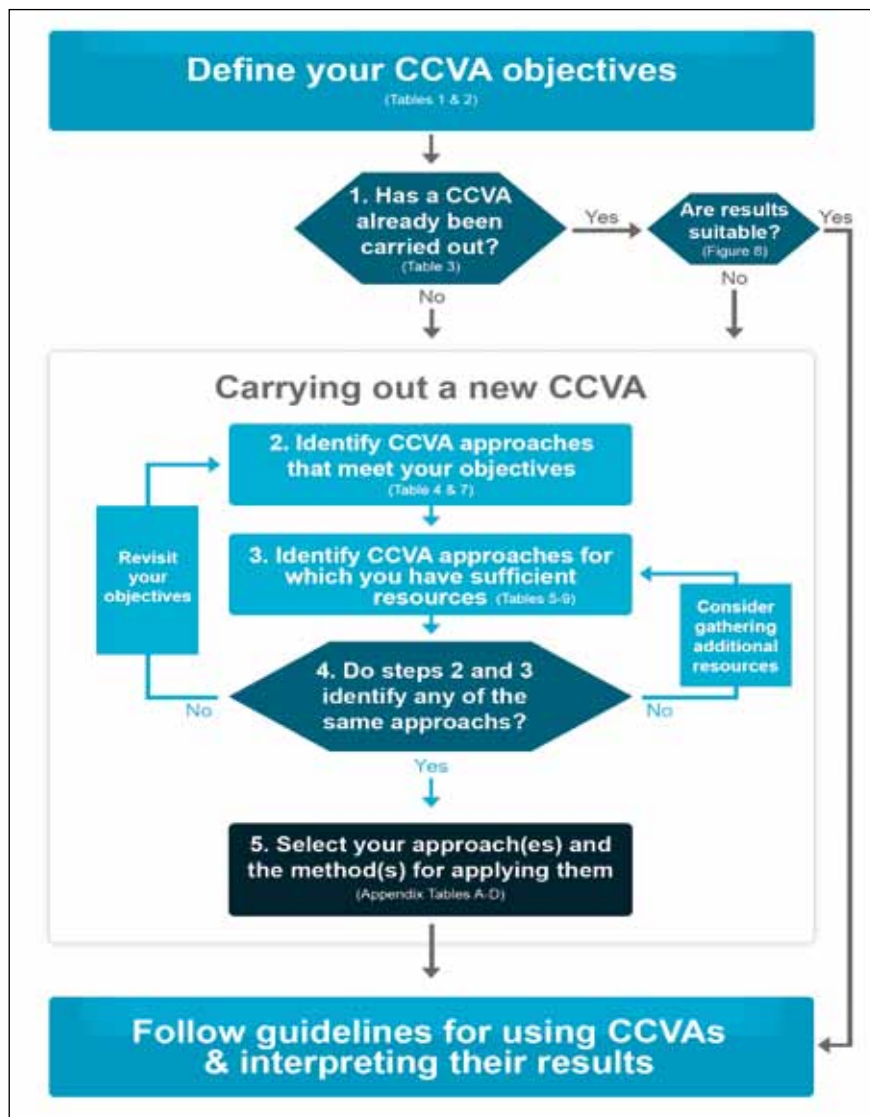 Define your CCVA objectives
(Tables 1 & 2)
1. Has a CCVA
already been
carried out?
(Table 3)
Yes
Are results
suitable?
(Figure 8)
Yes
No
No
Carrying out a new CCVA
2. Identify CCVA approaches
that meet your objectives
(Table 4 & 7)
Revisit
your
objectives
3. Identify CCVA approaches for
which you have sufficient
resources (Tables 5-9)
Consider
gathering
additional
resources
4. Do steps 2 and 3
identify any of the
same approachs?
No
No
Yes
5. Select your approach(es) and
the method(s) for applying them
(Appendix Tables A-D)
Follow guidelines for using CCVAs
& interpreting their results